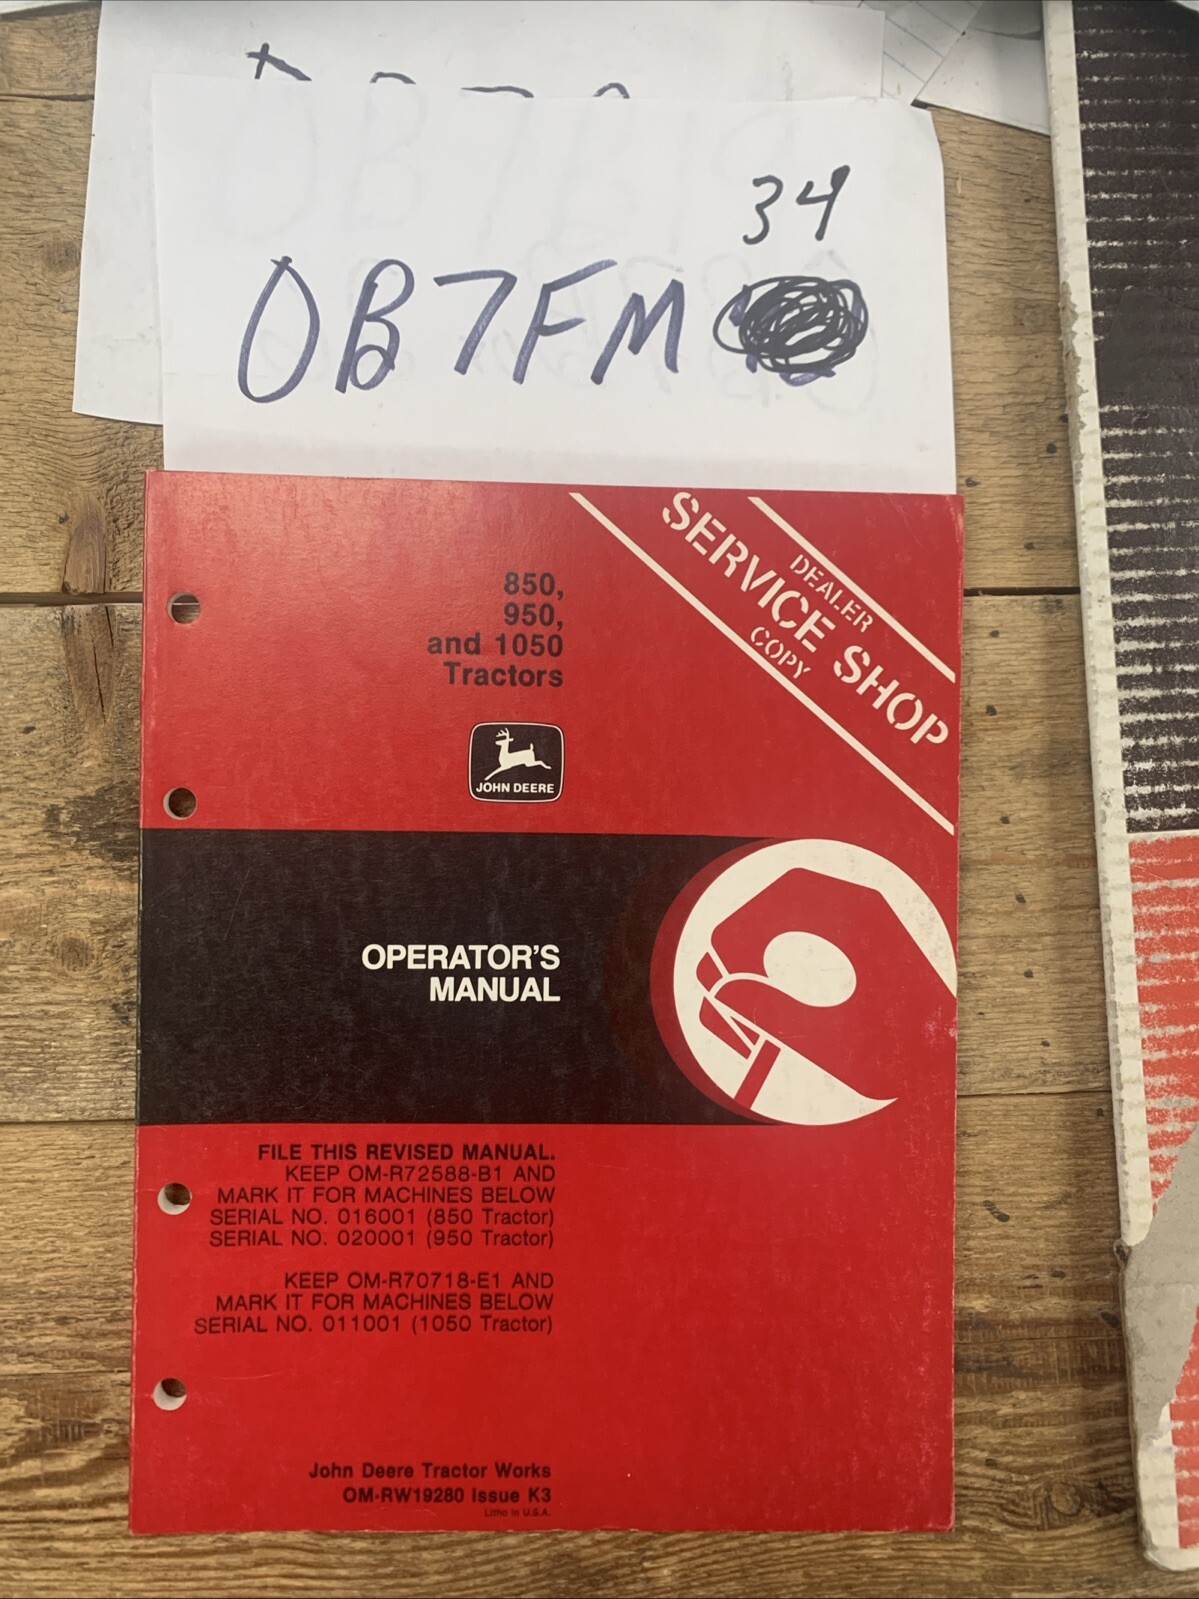 34
OB7FM
DEALER
SERVICE SHOP
COPY
850,
950,
and 1050
Tractors
JOHN DEERE
OPERATOR'S
MANUAL
FILE THIS REVISED MANUAL.
KEEP OM-R72588-B1 AND
MARK IT FOR MACHINES BELOW
SERIAL NO. 016001 (850 Tractor)
SERIAL NO. 020001 (950 Tractor)
KEEP OM-R70718-E1 AND
MARK IT FOR MACHINES BELOW
SERIAL NO. 011001 (1050 Tractor)
John Deere Tractor Works
OM-RW19280 Issue K3
Litho in U.S.A.